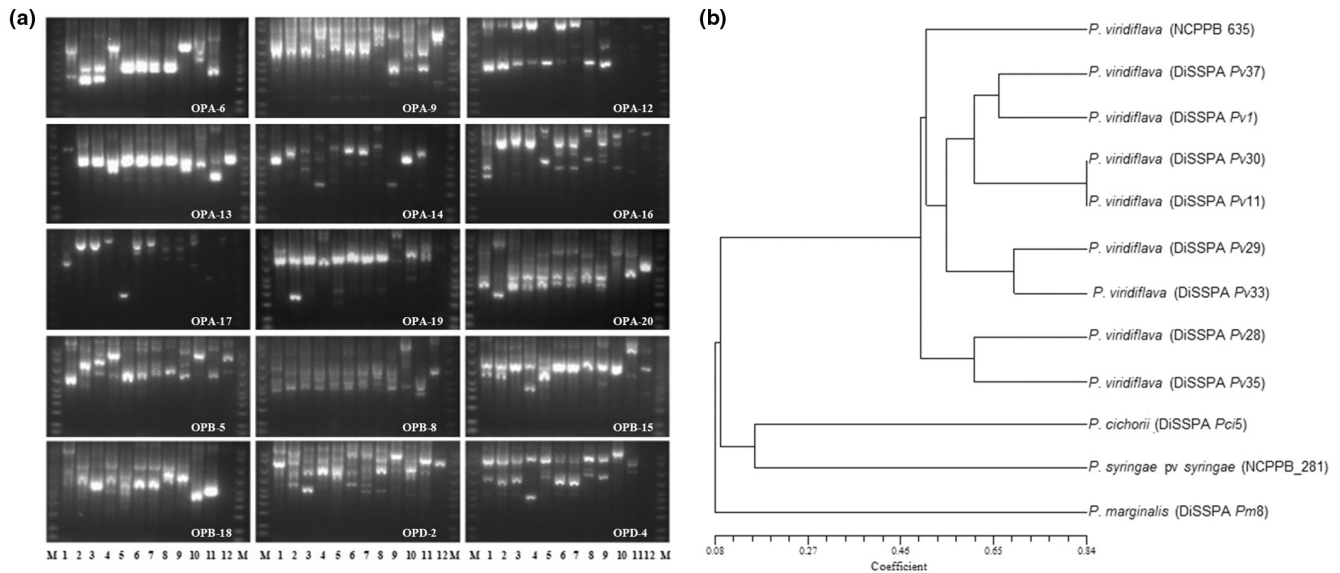 (a)
OPA-6
OPA-9
OPA-12
OPA-13
OPA-14
OPA-16
OPA-17
OPA-19
OPA-20
OPB-5
OPB-8
OPB-15
OPB-18
OPD-2
OPD-4
M 1 2 3 4 5 6 7 8 9 10 11 12 M
1 2 3 4 5 6 7 8 9 10 11 12 M
1 2 3 4 5 6 7 8 9 10 1112 M
(b)
P. viridiflava (NCPPB 635)
P. viridiflava (DiSSPA Pv37)
P. viridiflava (DiSSPA Pv1)
P. viridiflava (DiSSPA Pv30)
P. viridiflava (DiSSPA Pv11)
P. viridiflava (DiSSPA Pv29)
P. viridiflava (DiSSPA Pv33)
P. viridiflava (DiSSPA Pv28)
P. viridiflava (DiSSPA Pv35)
P. cichorii (DiSSPA Pci5)
P. syringae pv syringae (NCPPB_281)
P. marginalis (DiSSPA Pm8)
0.08 0.27 0.46 0.65 0.84
Coefficient